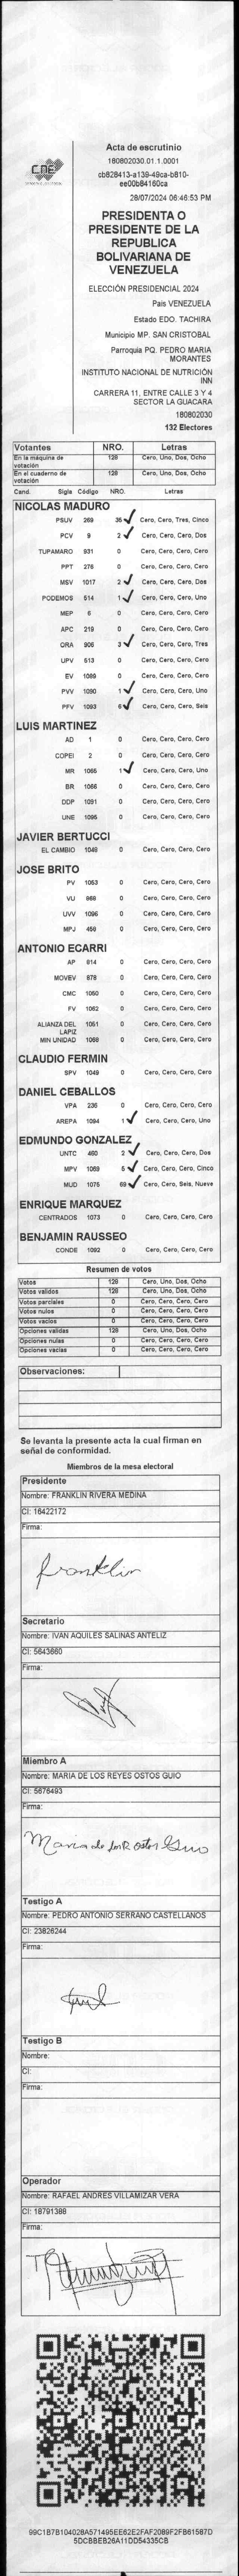 CNE
Acta de escrutinio
180802030.01.1.0001
cb828413-a139-49ca-b810-
ee00b84160ca
28/07/2024 06:46:53 PM
PRESIDENTA O
PRESIDENTE DE LA
REPUBLICA
BOLIVARIANA DE
VENEZUELA
ELECCIÓN PRESIDENCIAL 2024
País VENEZUELA
Estado EDO. TACHIRA
Municipio MP. SAN CRISTOBAL
Parroquia PQ. PEDRO MARIA
MORANTES
INSTITUTO NACIONAL DE NUTRICIÓN
INN
CARRERA 11, ENTRE CALLE 3 Y 4
SECTOR LA GUACARA
180802030
132 Electores
Votantes NRO. Letras
En la máquina de votación 128 Cero, Uno, Dos, Ocho
En el cuaderno de votación 128 Cero, Uno, Dos, Ocho
Cand. Sigla Código NRO. Letras
NICOLAS MADURO
PSUV 269 35 ✓ Cero, Cero, Tres, Cinco
PCV 9 2 ✓ Cero, Cero, Cero, Dos
TUPAMARO 931 0 Cero, Cero, Cero, Cero
PPT 276 0 Cero, Cero, Cero, Cero
MSV 1017 2 ✓ Cero, Cero, Cero, Dos
PODEMOS 514 1 ✓ Cero, Cero, Cero, Uno
MEP 6 0 Cero, Cero, Cero, Cero
APC 219 0 Cero, Cero, Cero, Cero
ORA 906 3 ✓ Cero, Cero, Cero, Tres
UPV 513 0 Cero, Cero, Cero, Cero
EV 1089 0 Cero, Cero, Cero, Cero
PVV 1090 1 ✓ Cero, Cero, Cero, Uno
PFV 1093 6 ✓ Cero, Cero, Cero, Seis
LUIS MARTINEZ
AD 1 0 Cero, Cero, Cero, Cero
COPEI 2 0 Cero, Cero, Cero, Cero
MR 1065 1 ✓ Cero, Cero, Cero, Uno
BR 1066 0 Cero, Cero, Cero, Cero
DDP 1091 0 Cero, Cero, Cero, Cero
UNE 1095 0 Cero, Cero, Cero, Cero
JAVIER BERTUCCI
EL CAMBIO 1048 0 Cero, Cero, Cero, Cero
JOSE BRITO
PV 1053 0 Cero, Cero, Cero, Cero
VU 868 0 Cero, Cero, Cero, Cero
UVV 1096 0 Cero, Cero, Cero, Cero
MPJ 458 0 Cero, Cero, Cero, Cero
ANTONIO ECARRI
AP 814 0 Cero, Cero, Cero, Cero
MOVEV 878 0 Cero, Cero, Cero, Cero
CMC 1050 0 Cero, Cero, Cero, Cero
FV 1062 0 Cero, Cero, Cero, Cero
ALIANZA DEL LAPIZ 1051 0 Cero, Cero, Cero, Cero
MIN UNIDAD 1068 0 Cero, Cero, Cero, Cero
CLAUDIO FERMIN
SPV 1049 0 Cero, Cero, Cero, Cero
DANIEL CEBALLOS
VPA 236 0 Cero, Cero, Cero, Cero
AREPA 1094 1 ✓ Cero, Cero, Cero, Uno
EDMUNDO GONZALEZ
UNTC 460 2 ✓ Cero, Cero, Cero, Dos
MPV 1069 5 ✓ Cero, Cero, Cero, Cinco
MUD 1075 69 ✓ Cero, Cero, Seis, Nueve
ENRIQUE MARQUEZ
CENTRADOS 1073 0 Cero, Cero, Cero, Cero
BENJAMIN RAUSSEO
CONDE 1092 0 Cero, Cero, Cero, Cero
Resumen de votos
Votos 128 Cero, Uno, Dos, Ocho
Votos validos 128 Cero, Uno, Dos, Ocho
Votos parciales 0 Cero, Cero, Cero, Cero
Votos nulos 0 Cero, Cero, Cero, Cero
Votos vacios 0 Cero, Cero, Cero, Cero
Opciones validas 128 Cero, Uno, Dos, Ocho
Opciones nulas 0 Cero, Cero, Cero, Cero
Opciones vacias 0 Cero, Cero, Cero, Cero
Observaciones:
Se levanta la presente acta la cual firman en
señal de conformidad.
Miembros de la mesa electoral
Presidente
Nombre: FRANKLIN RIVERA MEDINA
CI: 16422172
Firma:
Franklin
Secretario
Nombre: IVAN AQUILES SALINAS ANTELIZ
CI: 5643660
Firma:
Miembro A
Nombre: MARIA DE LOS REYES OSTOS GUIO
CI: 5676493
Firma:
Maria de los R Ostos Guio
Testigo A
Nombre: PEDRO ANTONIO SERRANO CASTELLANOS
CI: 23826244
Firma:
Testigo B
Nombre:
CI:
Firma:
Operador
Nombre: RAFAEL ANDRES VILLAMIZAR VERA
CI: 18791388
Firma:
99C1B7B104028A571495EE62E2FAF2089F2FB61587D
5DCBBEB26A11DD54335CB